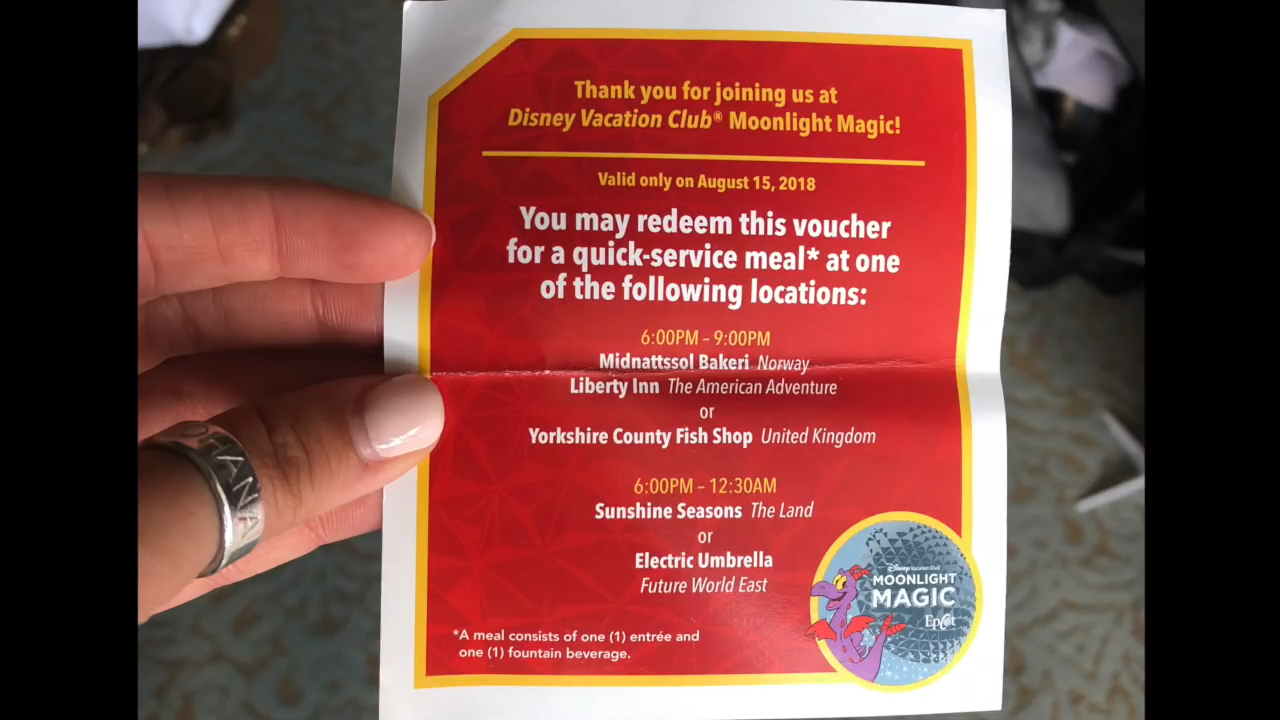 Thank you for joining us at
Disney Vacation Club® Moonlight Magic!
Valid only on August 15, 2018
You may redeem this voucher
for a quick-service meal* at one
of the following locations:
6:00PM – 9:00PM
Midnattssol Bakeri Norway
Liberty Inn The American Adventure
or
Yorkshire County Fish Shop United Kingdom
6:00PM – 12:30AM
Sunshine Seasons The Land
or
Electric Umbrella
Future World East
*A meal consists of one (1) entrée and
one (1) fountain beverage.
Disney Vacation Club
MOONLIGHT
MAGIC
Epcot
OHANA